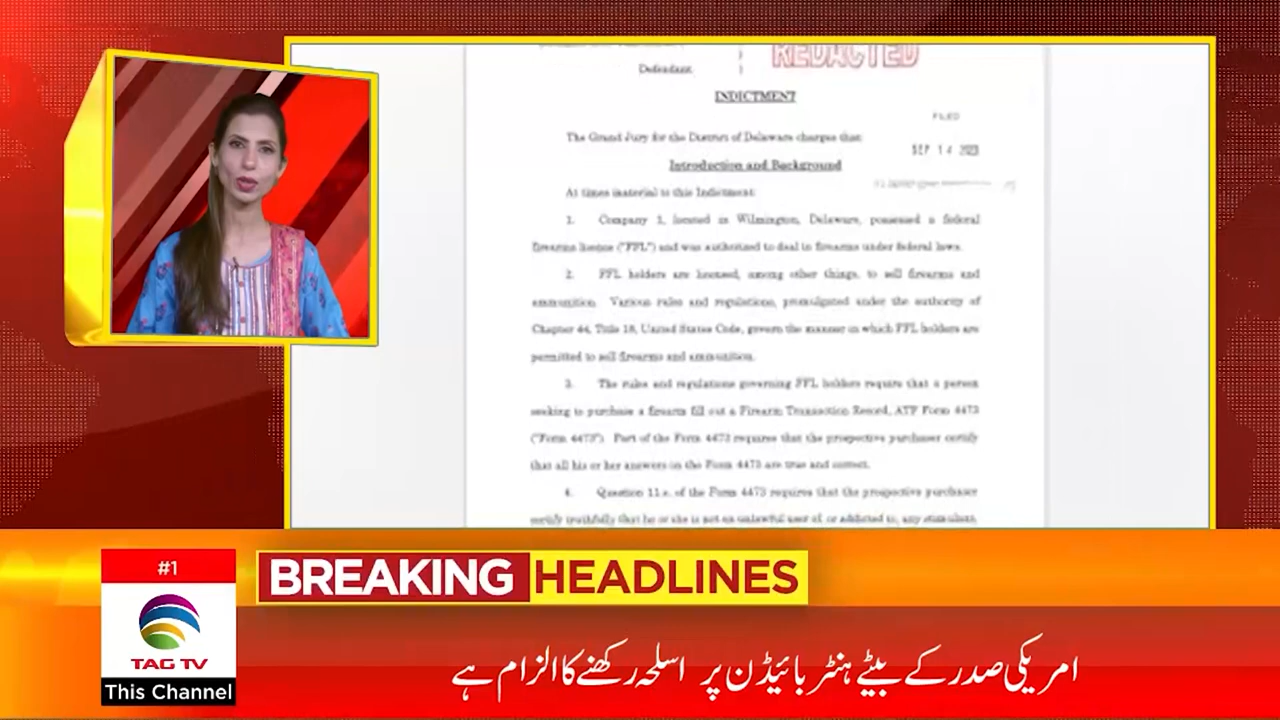 REDACTED
Defendant. )
INDICTMENT
FILED
The Grand Jury for the District of Delaware charges that:
SEP 14 2023
Introduction and Background
At times material to this Indictment:
1. Company 1, located in Wilmington, Delaware, possessed a federal
firearms license ("FFL") and was authorized to deal in firearms under federal laws.
2. FFL holders are licensed, among other things, to sell firearms and
ammunition. Various rules and regulations, promulgated under the authority of
Chapter 44, Title 18, United States Code, govern the manner in which FFL holders are
permitted to sell firearms and ammunition.
3. The rules and regulations governing FFL holders require that a person
seeking to purchase a firearm fill out a Firearm Transaction Record, ATF Form 4473
("Form 4473"). Part of the Form 4473 requires that the prospective purchaser certify
that all his or her answers on the Form 4473 are true and correct.
4. Question 11.e. of the Form 4473 requires that the prospective purchaser
certify truthfully that he or she is not an unlawful user of, or addicted to, any stimulant,
#1
TAG TV
This Channel
BREAKING HEADLINES
امریکی صدر کے بیٹے ہنٹر بائیڈن پر اسلحہ رکھنے کا الزام ہے